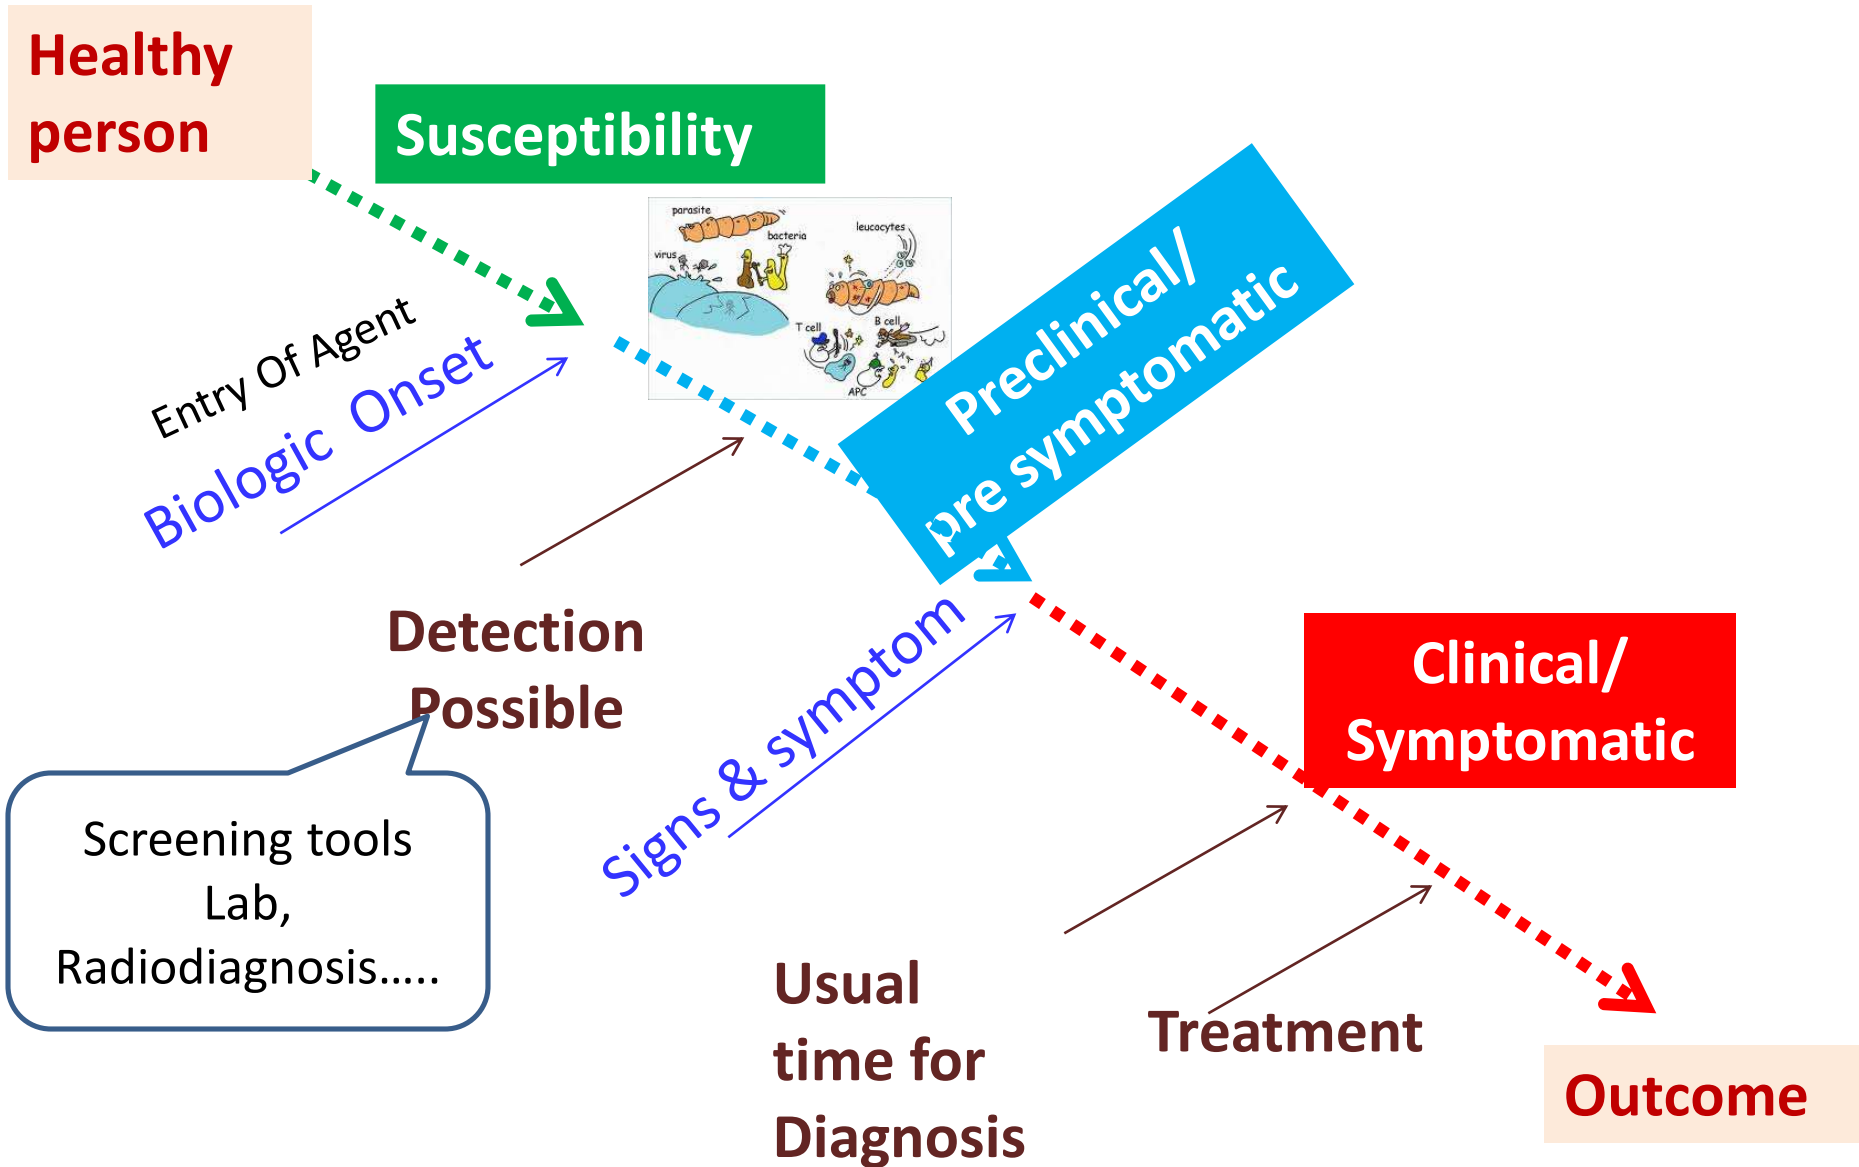 Healthy
person
Susceptibility
parasite
bacteria
leucocytes
virus
T cell
B cell
APC
Preclinical/
pre symptomatic
Entry Of Agent
Biologic Onset
Detection
Possible
Screening tools
Lab,
Radiodiagnosis.....
Signs & symptom
Clinical/
Symptomatic
Usual
time for
Diagnosis
Treatment
Outcome